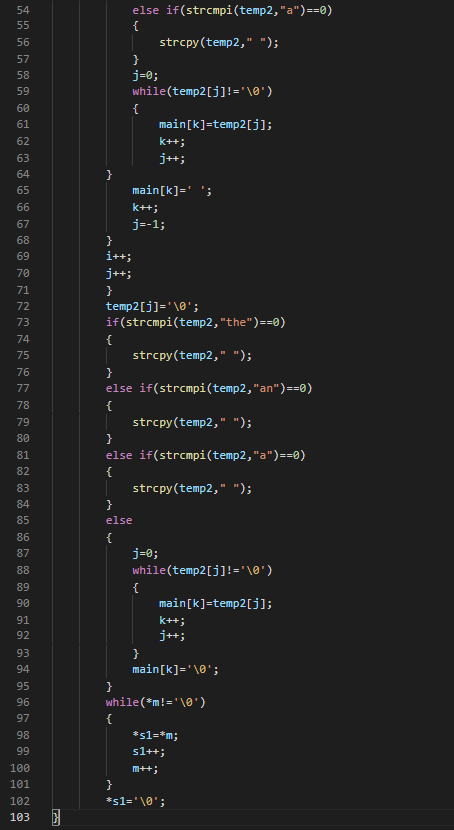 54 else if(strcmpi(temp2,"a")==0)
55 {
56 strcpy(temp2," ");
57 }
58 j=0;
59 while(temp2[j]!='\0')
60 {
61 main[k]=temp2[j];
62 k++;
63 j++;
64 }
65 main[k]=' ';
66 k++;
67 j=-1;
68 }
69 i++;
70 j++;
71 }
72 temp2[j]='\0';
73 if(strcmpi(temp2,"the")==0)
74 {
75 strcpy(temp2," ");
76 }
77 else if(strcmpi(temp2,"an")==0)
78 {
79 strcpy(temp2," ");
80 }
81 else if(strcmpi(temp2,"a")==0)
82 {
83 strcpy(temp2," ");
84 }
85 else
86 {
87 j=0;
88 while(temp2[j]!='\0')
89 {
90 main[k]=temp2[j];
91 k++;
92 j++;
93 }
94 main[k]='\0';
95 }
96 while(*m!='\0')
97 {
98 *s1=*m;
99 s1++;
100 m++;
101 }
102 *s1='\0';
103 }